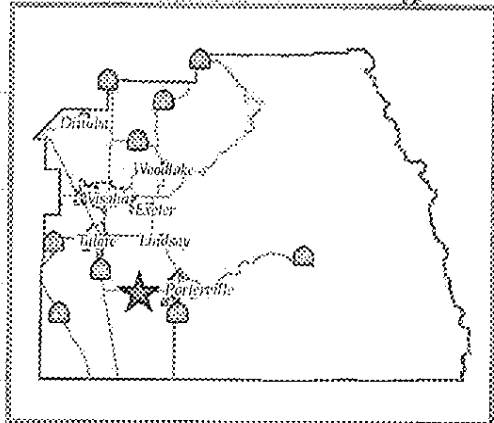 Dinuba
Woodlake
Visalia
Exeter
Tulare
Lindsay
Porterville